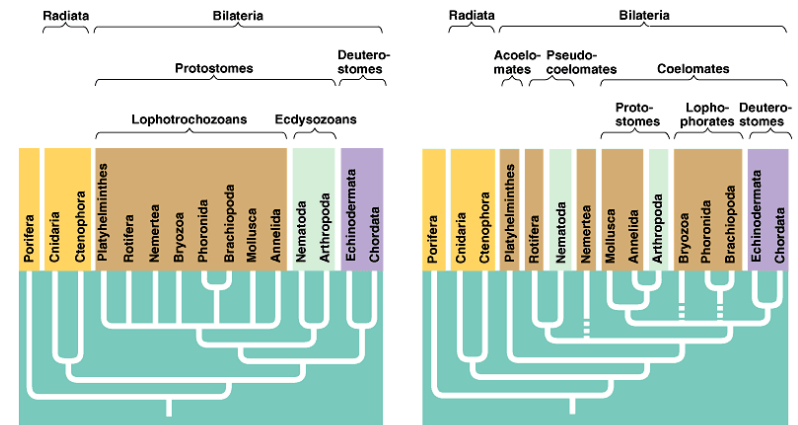 Radiata
Bilateria
Protostomes
Deutero-
stomes
Lophotrochozoans
Ecdysozoans
Porifera
Cnidaria
Ctenophora
Platyhelminthes
Rotifera
Nemertea
Bryozoa
Phoronida
Brachiopoda
Mollusca
Annelida
Nematoda
Arthropoda
Echinodermata
Chordata
Radiata
Bilateria
Acoelo-
mates
Pseudo-
coelomates
Coelomates
Proto-
stomes
Lopho-
phorates
Deutero-
stomes
Porifera
Cnidaria
Ctenophora
Platyhelminthes
Rotifera
Nematoda
Nemertea
Mollusca
Annelida
Arthropoda
Bryozoa
Phoronida
Brachiopoda
Echinodermata
Chordata